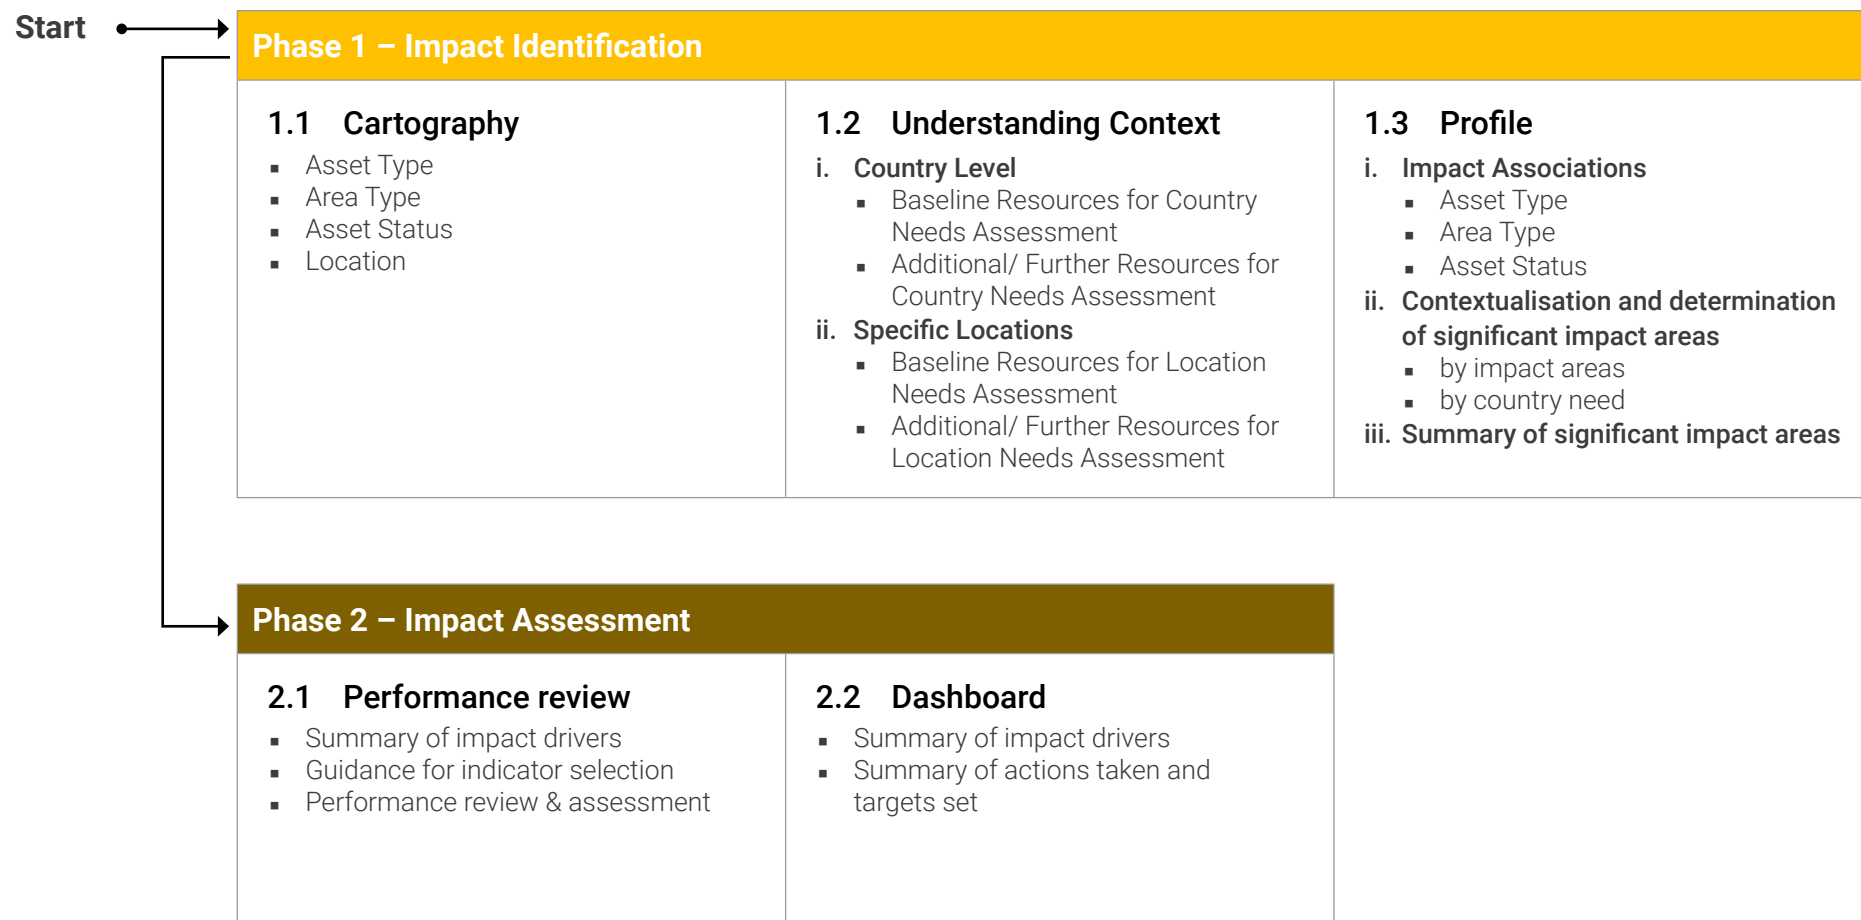 Start
Phase 1 – Impact Identification
1.1 Cartography
▪ Asset Type
▪ Area Type
▪ Asset Status
▪ Location
1.2 Understanding Context
i. Country Level
▪ Baseline Resources for Country
Needs Assessment
▪ Additional/ Further Resources for
Country Needs Assessment
ii. Specific Locations
▪ Baseline Resources for Location
Needs Assessment
▪ Additional/ Further Resources for
Location Needs Assessment
1.3 Profile
i. Impact Associations
▪ Asset Type
▪ Area Type
▪ Asset Status
ii. Contextualisation and determination
of significant impact areas
▪ by impact areas
▪ by country need
iii. Summary of significant impact areas
Phase 2 – Impact Assessment
2.1 Performance review
▪ Summary of impact drivers
▪ Guidance for indicator selection
▪ Performance review & assessment
2.2 Dashboard
▪ Summary of impact drivers
▪ Summary of actions taken and
targets set